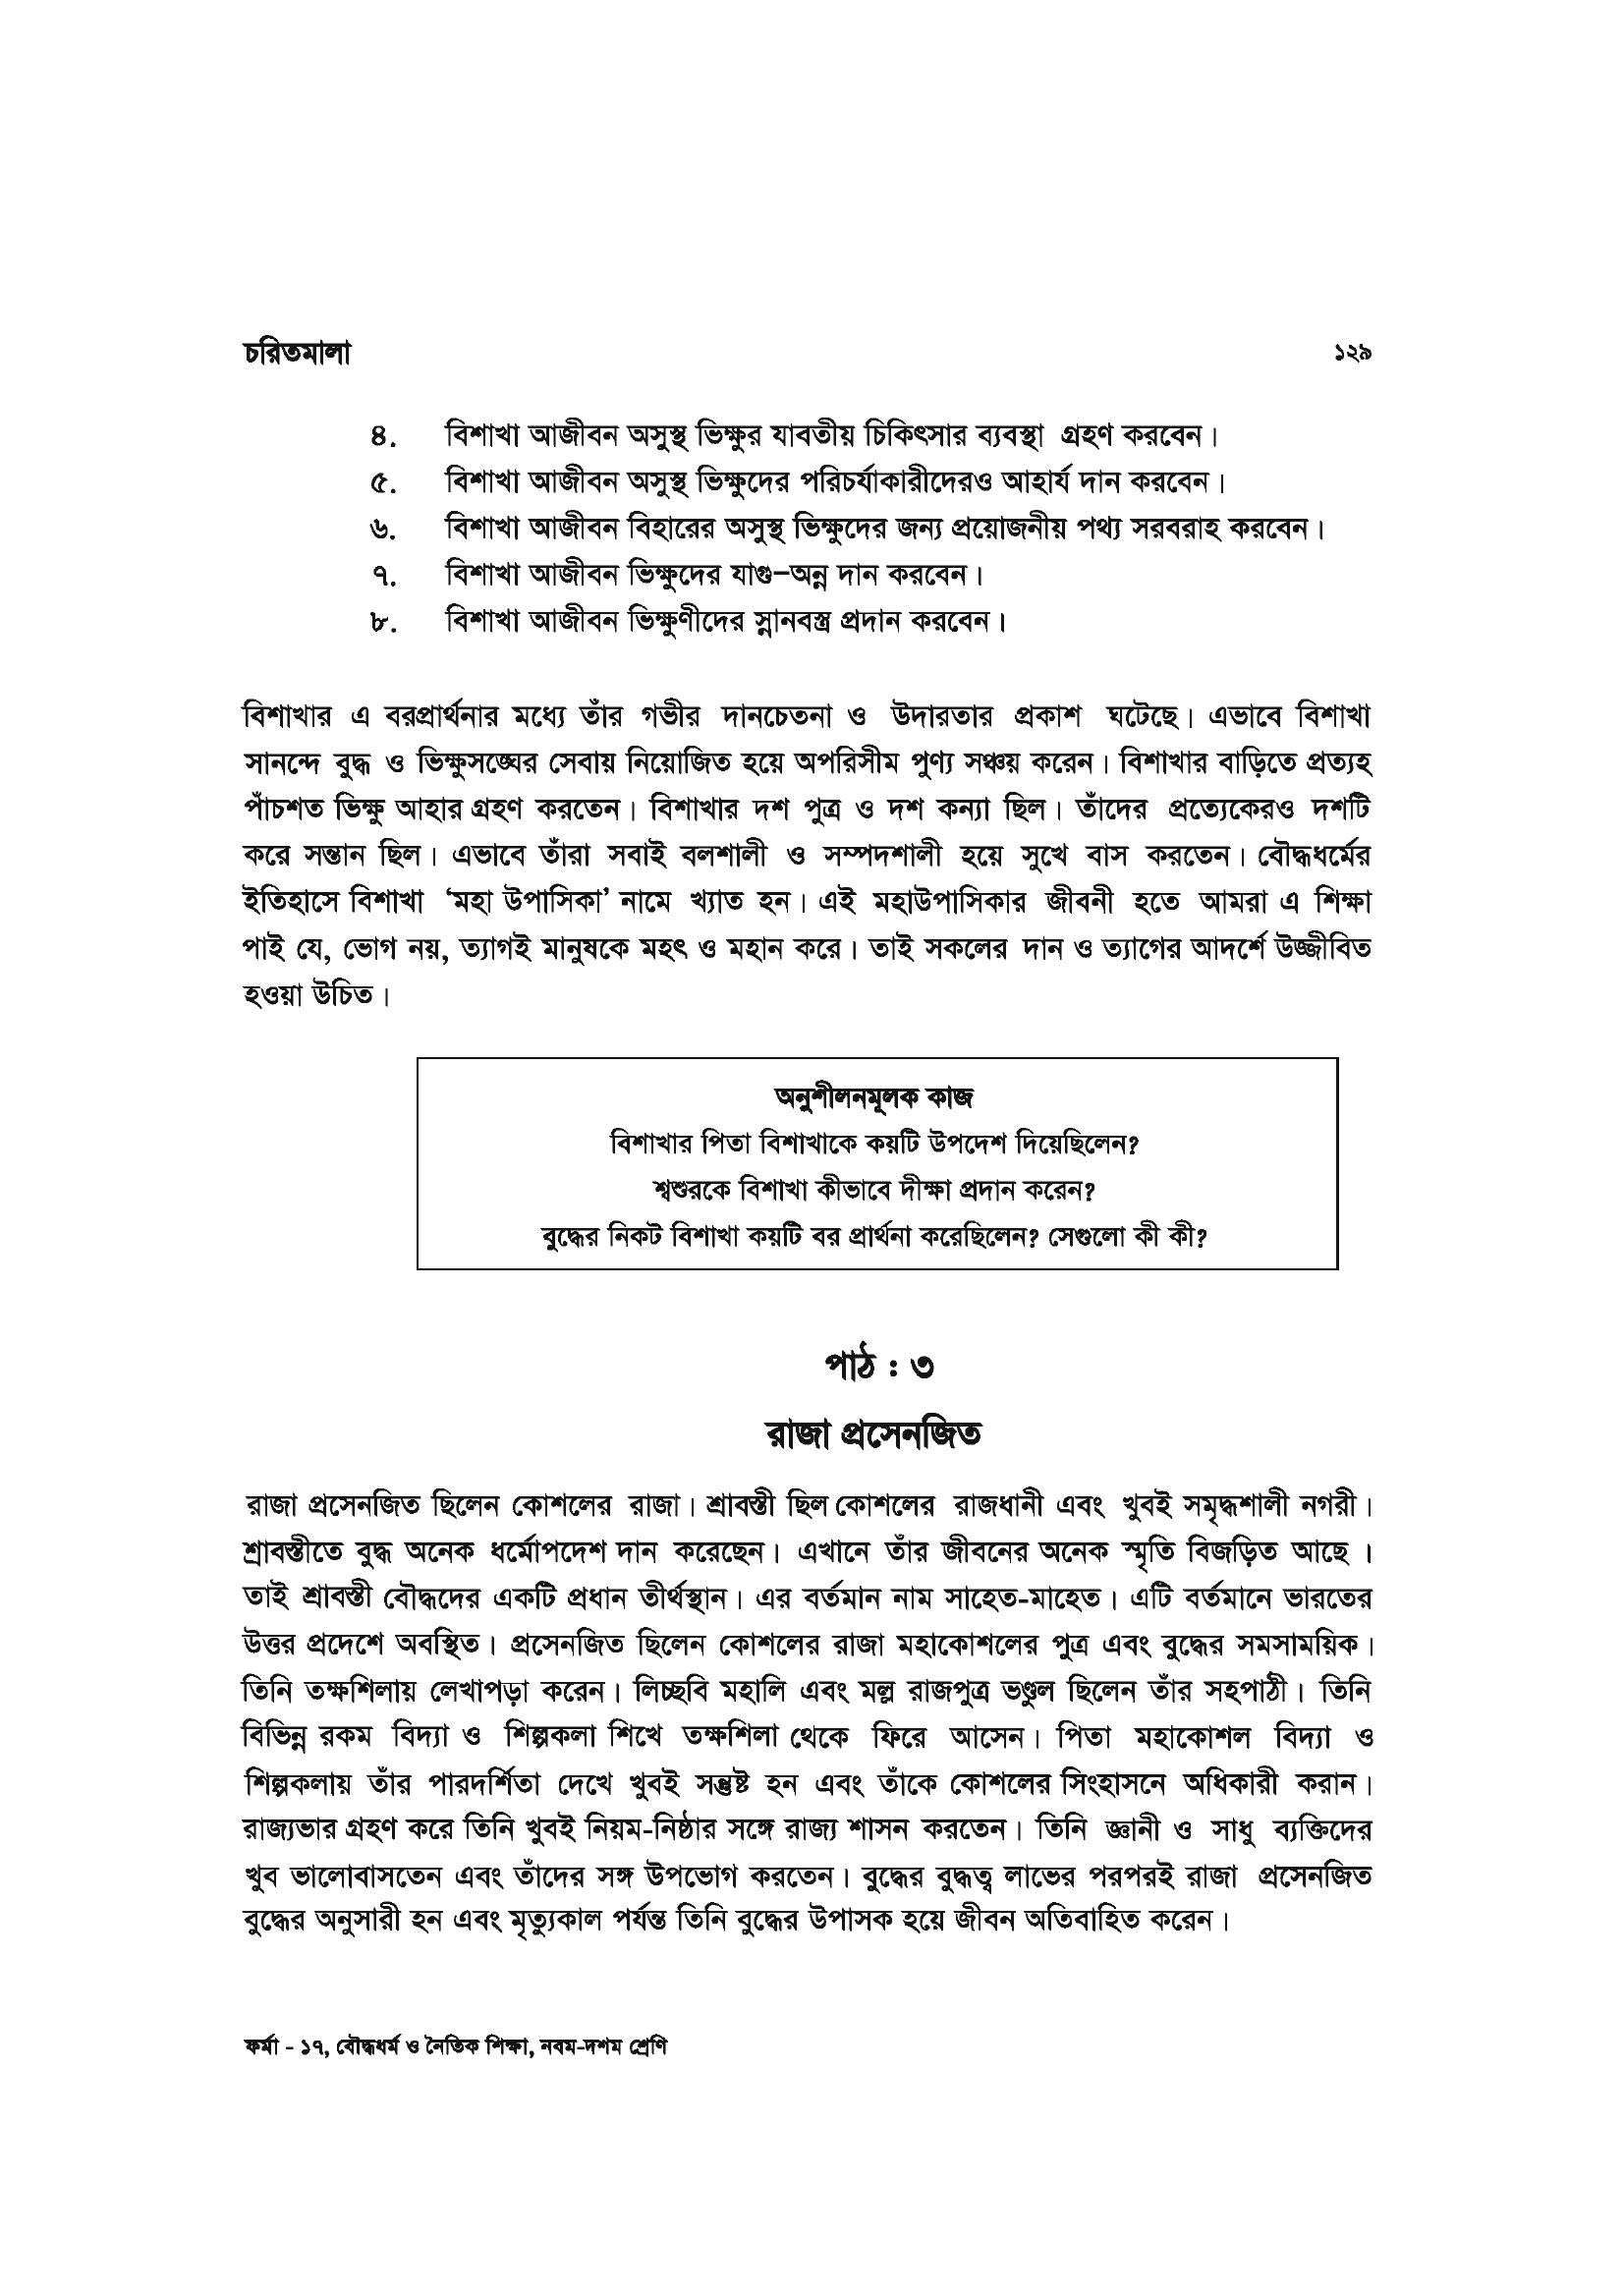 চরিতমালা ১২৯
৪. বিশাখা আজীবন অসুস্থ ভিক্ষুর যাবতীয় চিকিৎসার ব্যবস্থা গ্রহণ করবেন।
৫. বিশাখা আজীবন অসুস্থ ভিক্ষুদের পরিচর্যাকারীদেরও আহার্য দান করবেন।
৬. বিশাখা আজীবন বিহারের অসুস্থ ভিক্ষুদের জন্য প্রয়োজনীয় পথ্য সরবরাহ করবেন।
৭. বিশাখা আজীবন ভিক্ষুদের যাগু–অন্ন দান করবেন।
৮. বিশাখা আজীবন ভিক্ষুণীদের স্নানবস্ত্র প্রদান করবেন।
বিশাখার এ বরপ্রার্থনার মধ্যে তাঁর গভীর দানচেতনা ও উদারতার প্রকাশ ঘটেছে। এভাবে বিশাখা
সানন্দে বুদ্ধ ও ভিক্ষুসঙ্ঘের সেবায় নিয়োজিত হয়ে অপরিসীম পুণ্য সঞ্চয় করেন। বিশাখার বাড়িতে প্রত্যহ
পাঁচশত ভিক্ষু আহার গ্রহণ করতেন। বিশাখার দশ পুত্র ও দশ কন্যা ছিল। তাঁদের প্রত্যেকেরও দশটি
করে সন্তান ছিল। এভাবে তাঁরা সবাই বলশালী ও সম্পদশালী হয়ে সুখে বাস করতেন। বৌদ্ধধর্মের
ইতিহাসে বিশাখা ‘মহা উপাসিকা’ নামে খ্যাত হন। এই মহাউপাসিকার জীবনী হতে আমরা এ শিক্ষা
পাই যে, ভোগ নয়, ত্যাগই মানুষকে মহৎ ও মহান করে। তাই সকলের দান ও ত্যাগের আদর্শে উজ্জীবিত
হওয়া উচিত।
অনুশীলনমূলক কাজ
বিশাখার পিতা বিশাখাকে কয়টি উপদেশ দিয়েছিলেন?
শ্বশুরকে বিশাখা কীভাবে দীক্ষা প্রদান করেন?
বুদ্ধের নিকট বিশাখা কয়টি বর প্রার্থনা করেছিলেন? সেগুলো কী কী?
পাঠ : ৩
রাজা প্রসেনজিত
রাজা প্রসেনজিত ছিলেন কোশলের রাজা। শ্রাবস্তী ছিল কোশলের রাজধানী এবং খুবই সমৃদ্ধশালী নগরী।
শ্রাবস্তীতে বুদ্ধ অনেক ধর্মোপদেশ দান করেছেন। এখানে তাঁর জীবনের অনেক স্মৃতি বিজড়িত আছে ।
তাই শ্রাবস্তী বৌদ্ধদের একটি প্রধান তীর্থস্থান। এর বর্তমান নাম সাহেত-মাহেত। এটি বর্তমানে ভারতের
উত্তর প্রদেশে অবস্থিত। প্রসেনজিত ছিলেন কোশলের রাজা মহাকোশলের পুত্র এবং বুদ্ধের সমসাময়িক।
তিনি তক্ষশিলায় লেখাপড়া করেন। লিচ্ছবি মহালি এবং মল্ল রাজপুত্র ভণ্ডুল ছিলেন তাঁর সহপাঠী। তিনি
বিভিন্ন রকম বিদ্যা ও শিল্পকলা শিখে তক্ষশিলা থেকে ফিরে আসেন। পিতা মহাকোশল বিদ্যা ও
শিল্পকলায় তাঁর পারদর্শিতা দেখে খুবই সন্তুষ্ট হন এবং তাঁকে কোশলের সিংহাসনে অধিকারী করান।
রাজ্যভার গ্রহণ করে তিনি খুবই নিয়ম-নিষ্ঠার সঙ্গে রাজ্য শাসন করতেন। তিনি জ্ঞানী ও সাধু ব্যক্তিদের
খুব ভালোবাসতেন এবং তাঁদের সঙ্গ উপভোগ করতেন। বুদ্ধের বুদ্ধত্ব লাভের পরপরই রাজা প্রসেনজিত
বুদ্ধের অনুসারী হন এবং মৃত্যুকাল পর্যন্ত তিনি বুদ্ধের উপাসক হয়ে জীবন অতিবাহিত করেন।
ফর্মা - ১৭, বৌদ্ধধর্ম ও নৈতিক শিক্ষা, নবম-দশম শ্রেণি